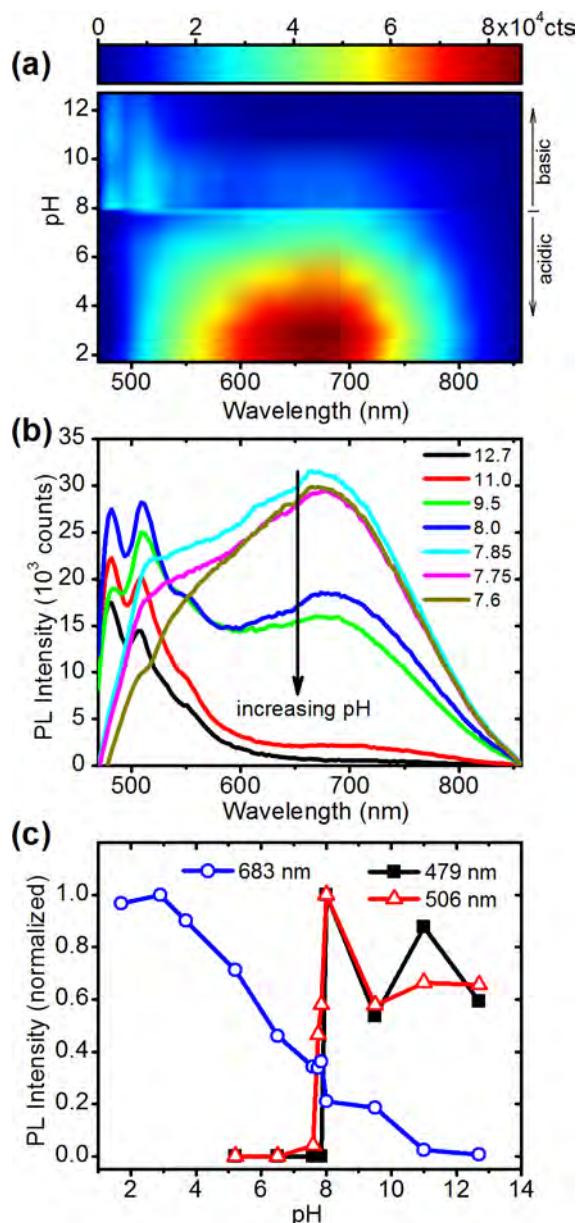 0 2 4 6 8x10⁴cts
(a)
12
10
8
6
4
2
pH
basic
acidic
500 600 700 800
Wavelength (nm)
(b)
35
30
25
20
15
10
5
0
PL Intensity (10³ counts)
12.7
11.0
9.5
8.0
7.85
7.75
7.6
increasing pH
500 600 700 800
Wavelength (nm)
(c)
683 nm
479 nm
506 nm
1.0
0.8
0.6
0.4
0.2
0.0
PL Intensity (normalized)
2 4 6 8 10 12 14
pH